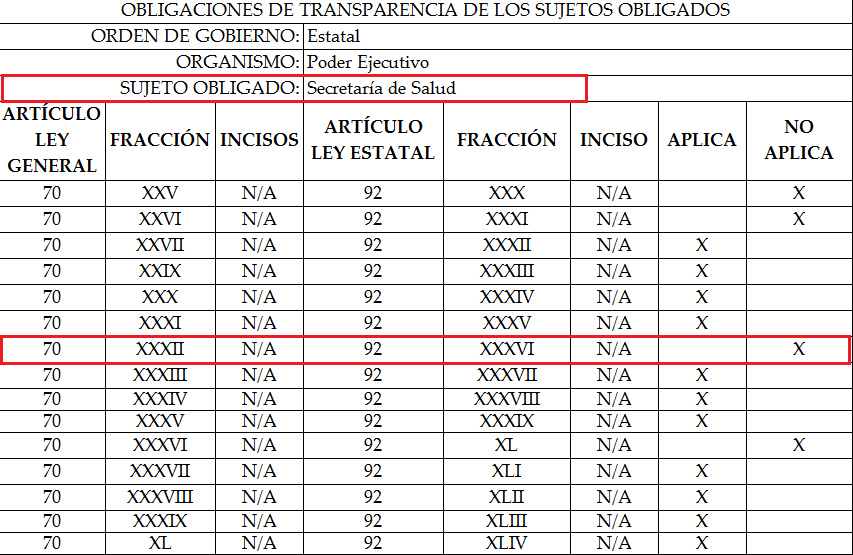 OBLIGACIONES DE TRANSPARENCIA DE LOS SUJETOS OBLIGADOS
ORDEN DE GOBIERNO: Estatal
ORGANISMO: Poder Ejecutivo
SUJETO OBLIGADO: Secretaría de Salud
ARTÍCULO LEY GENERAL FRACCIÓN INCISOS ARTÍCULO LEY ESTATAL FRACCIÓN INCISO APLICA NO APLICA
70 XXV N/A 92 XXX N/A X
70 XXVI N/A 92 XXXI N/A X
70 XXVII N/A 92 XXXII N/A X
70 XXIX N/A 92 XXXIII N/A X
70 XXX N/A 92 XXXIV N/A X
70 XXXI N/A 92 XXXV N/A X
70 XXXII N/A 92 XXXVI N/A X
70 XXXIII N/A 92 XXXVII N/A X
70 XXXIV N/A 92 XXXVIII N/A X
70 XXXV N/A 92 XXXIX N/A X
70 XXXVI N/A 92 XL N/A X
70 XXXVII N/A 92 XLI N/A X
70 XXXVIII N/A 92 XLII N/A X
70 XXXIX N/A 92 XLIII N/A X
70 XL N/A 92 XLIV N/A X